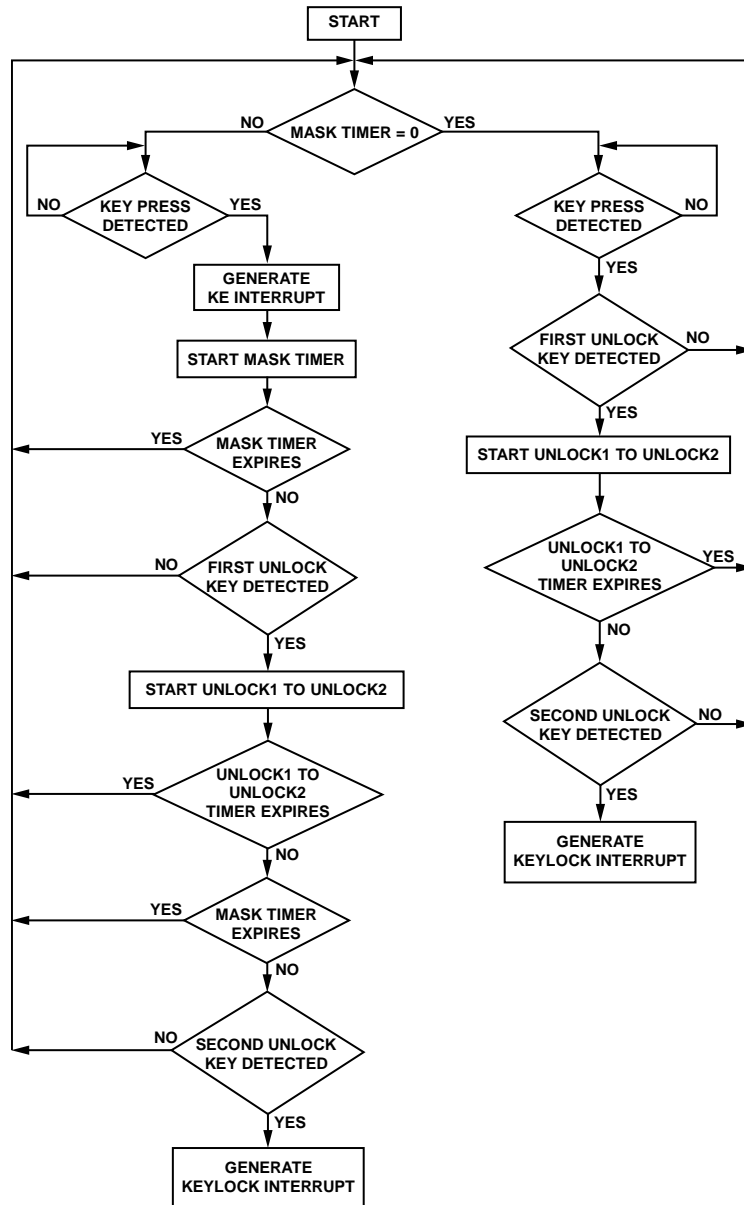 START
MASK TIMER = 0
NO
YES
NO
KEY PRESS
DETECTED
YES
GENERATE
KE INTERRUPT
START MASK TIMER
YES
MASK TIMER
EXPIRES
NO
NO
FIRST UNLOCK
KEY DETECTED
YES
START UNLOCK1 TO UNLOCK2
YES
UNLOCK1 TO
UNLOCK2
TIMER EXPIRES
NO
YES
MASK TIMER
EXPIRES
NO
NO
SECOND UNLOCK
KEY DETECTED
YES
GENERATE
KEYLOCK INTERRUPT
KEY PRESS
DETECTED
NO
YES
FIRST UNLOCK
KEY DETECTED
NO
YES
START UNLOCK1 TO UNLOCK2
UNLOCK1 TO
UNLOCK2
TIMER EXPIRES
YES
NO
SECOND UNLOCK
KEY DETECTED
NO
YES
GENERATE
KEYLOCK INTERRUPT